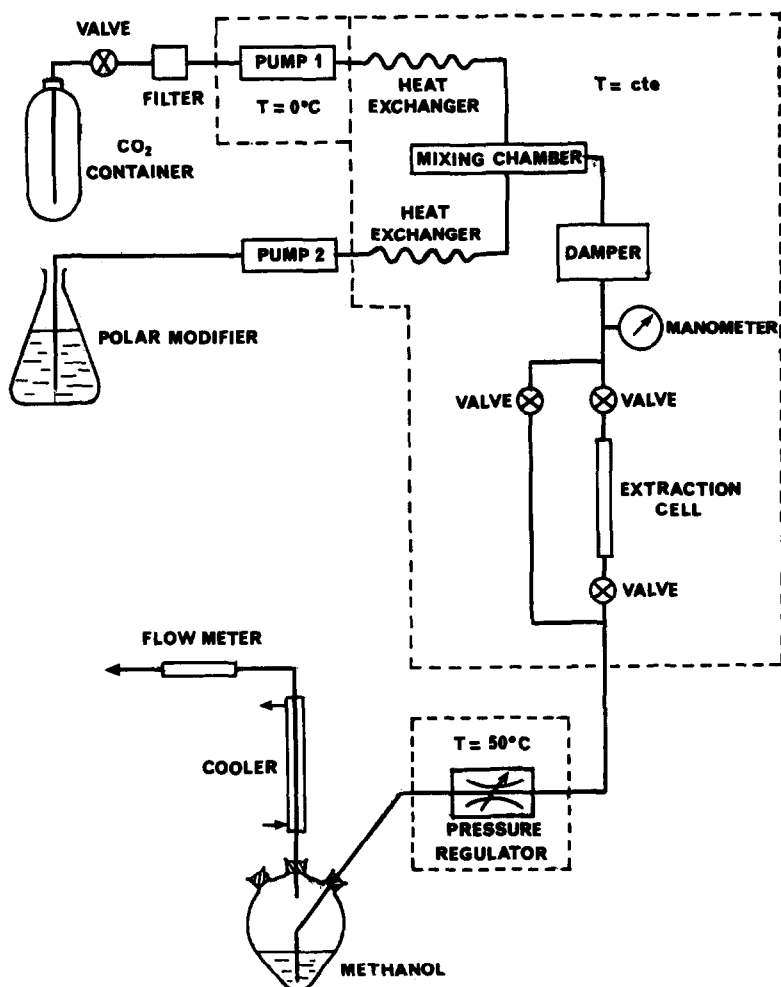 VALVE
PUMP 1
FILTER
T = 0°C
HEAT
EXCHANGER
T = cte
CO₂
CONTAINER
MIXING CHAMBER
HEAT
EXCHANGER
PUMP 2
DAMPER
POLAR MODIFIER
MANOMETER
VALVE
VALVE
EXTRACTION
CELL
VALVE
FLOW METER
COOLER
T = 50°C
PRESSURE
REGULATOR
METHANOL